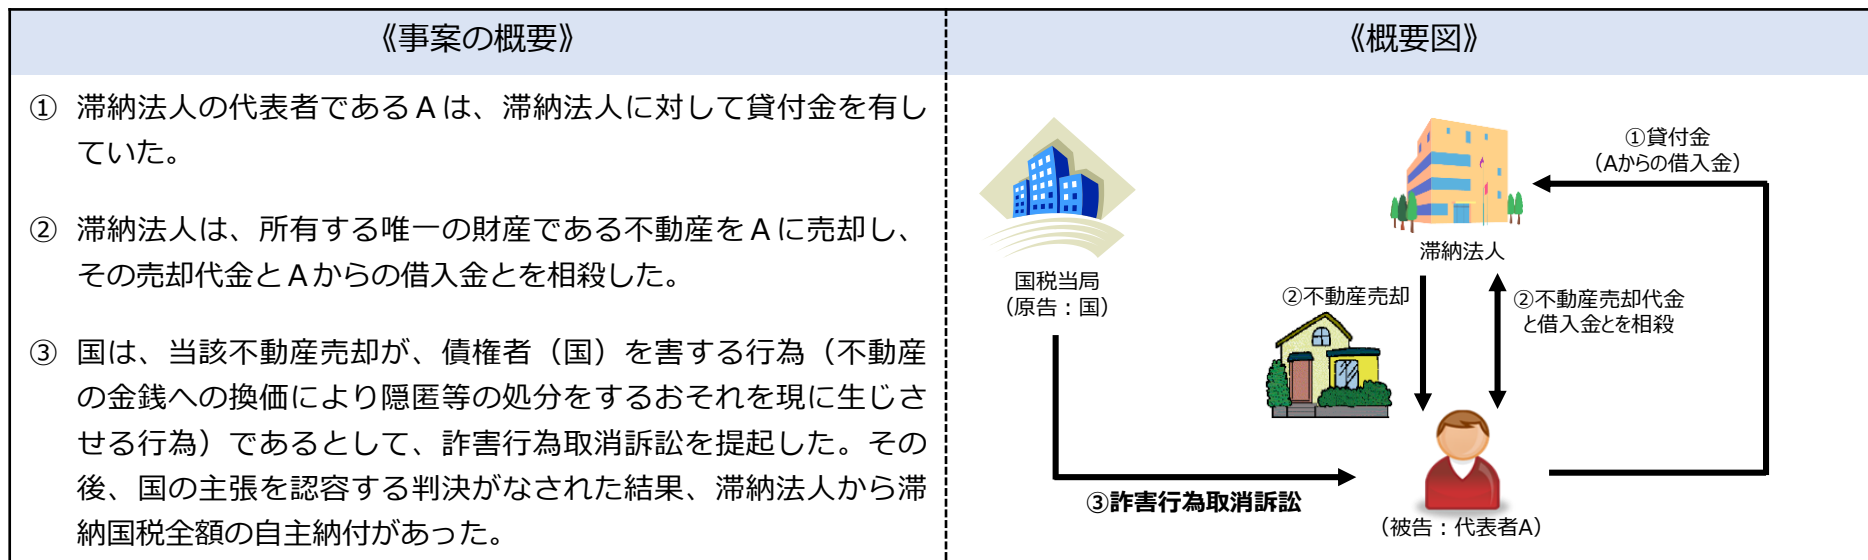 《事案の概要》
① 滞納法人の代表者であるAは、滞納法人に対して貸付金を有し
ていた。
② 滞納法人は、所有する唯一の財産である不動産をAに売却し、
その売却代金とAからの借入金とを相殺した。
③ 国は、当該不動産売却が、債権者（国）を害する行為（不動産
の金銭への換価により隠匿等の処分をするおそれを現に生じさ
せる行為）であるとして、詐害行為取消訴訟を提起した。その
後、国の主張を認容する判決がなされた結果、滞納法人から滞
納国税全額の自主納付があった。
《概要図》
①貸付金
（Aからの借入金）
滞納法人
国税当局
（原告：国）
②不動産売却
②不動産売却代金
と借入金とを相殺
③詐害行為取消訴訟
（被告：代表者A）